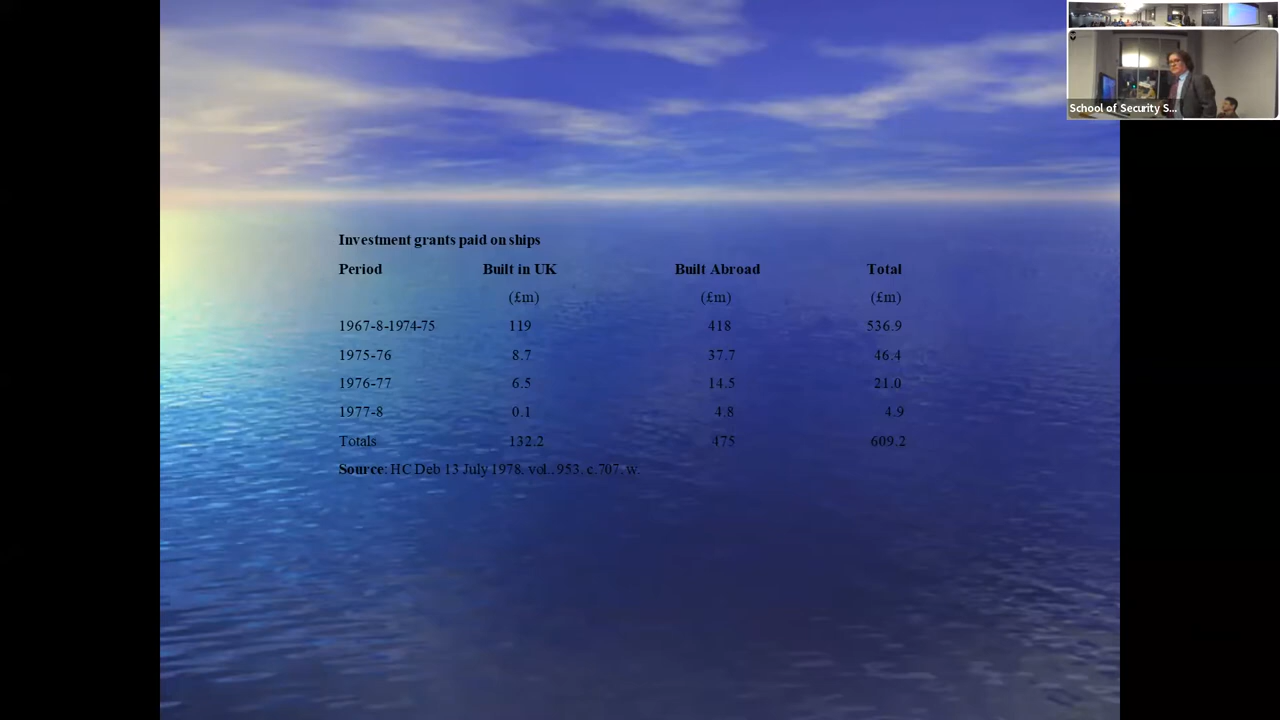 School of Security S...
Investment grants paid on ships
Period Built in UK Built Abroad Total
(£m) (£m) (£m)
1967-8-1974-75 119 418 536.9
1975-76 8.7 37.7 46.4
1976-77 6.5 14.5 21.0
1977-8 0.1 4.8 4.9
Totals 132.2 475 609.2
Source: HC Deb 13 July 1978. vol..953. c.707. w.